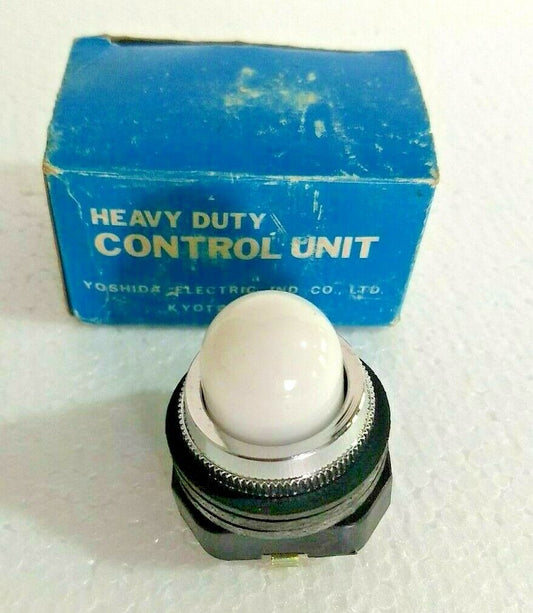 HEAVY DUTY
CONTROL UNIT
YOSHIDA ELECTRIC IND CO., LTD.